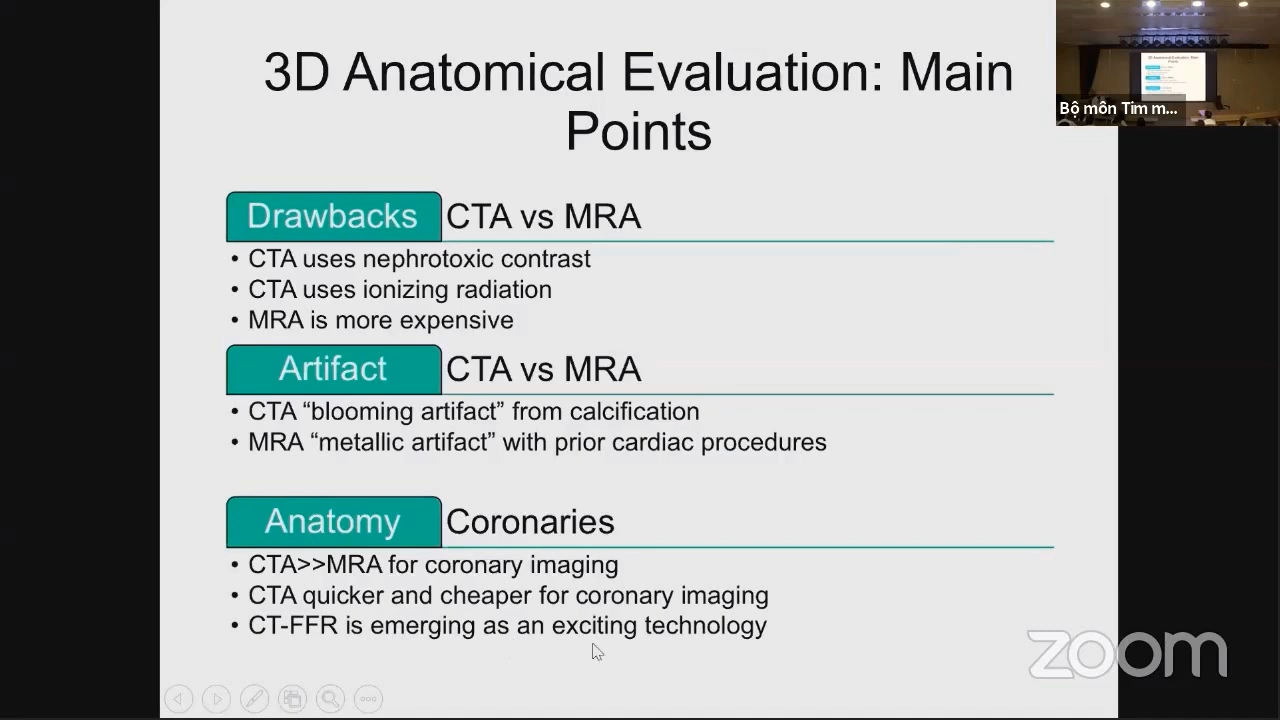 3D Anatomical Evaluation: Main
Points
Bộ môn Tim m...
Drawbacks CTA vs MRA
• CTA uses nephrotoxic contrast
• CTA uses ionizing radiation
• MRA is more expensive
Artifact CTA vs MRA
• CTA “blooming artifact” from calcification
• MRA “metallic artifact” with prior cardiac procedures
Anatomy Coronaries
• CTA>>MRA for coronary imaging
• CTA quicker and cheaper for coronary imaging
• CT-FFR is emerging as an exciting technology
zoom